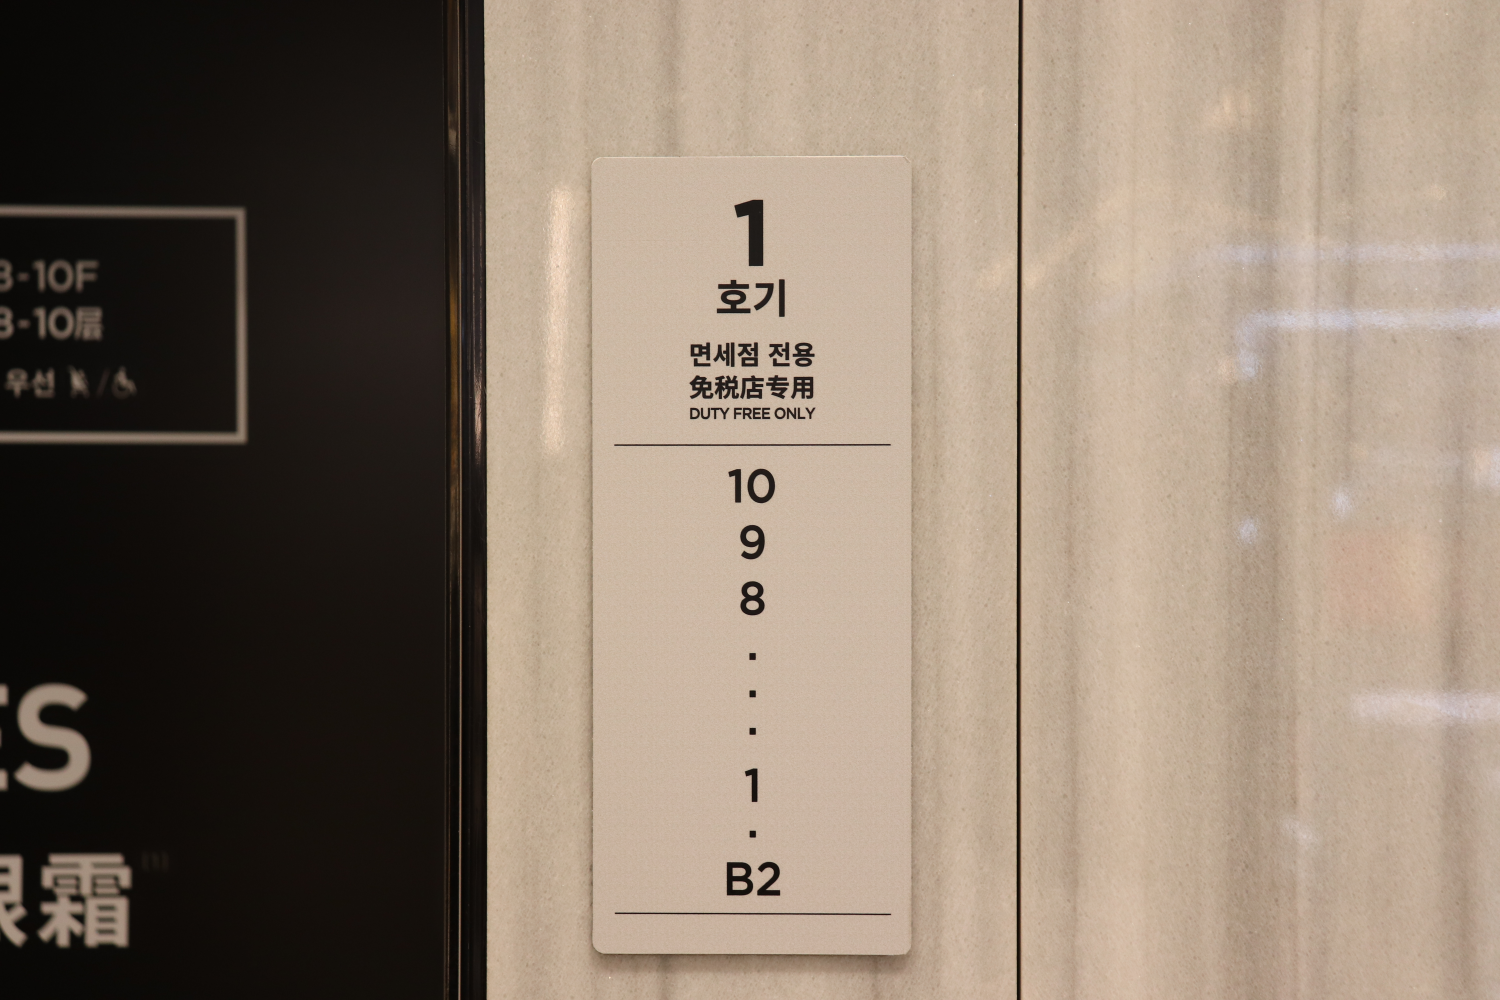 -10F
-10层
우선
ES
霜
1
호기
면세점 전용
免税店专用
DUTY FREE ONLY
10
9
8
.
.
.
1
.
B2